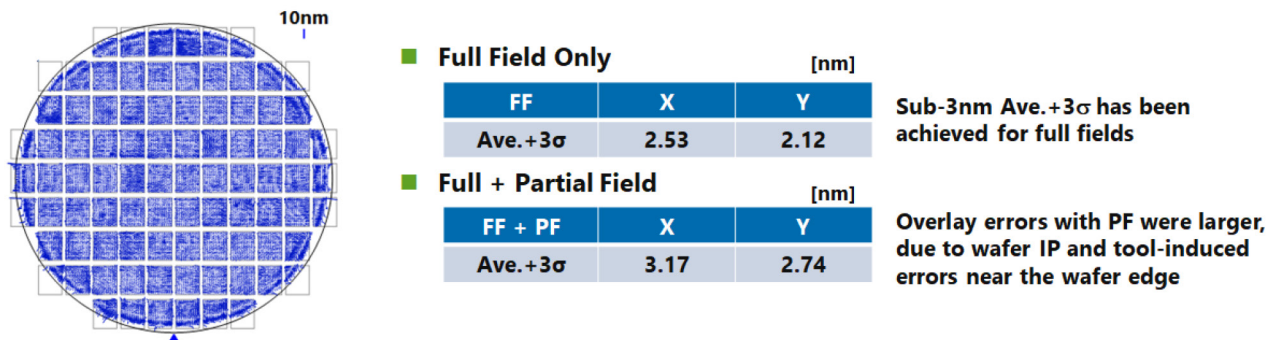 10nm
■ Full Field Only
[nm]
FF X Y
Ave.+3σ 2.53 2.12
Sub-3nm Ave.+3σ has been
achieved for full fields
■ Full + Partial Field
[nm]
FF + PF X Y
Ave.+3σ 3.17 2.74
Overlay errors with PF were larger,
due to wafer IP and tool-induced
errors near the wafer edge